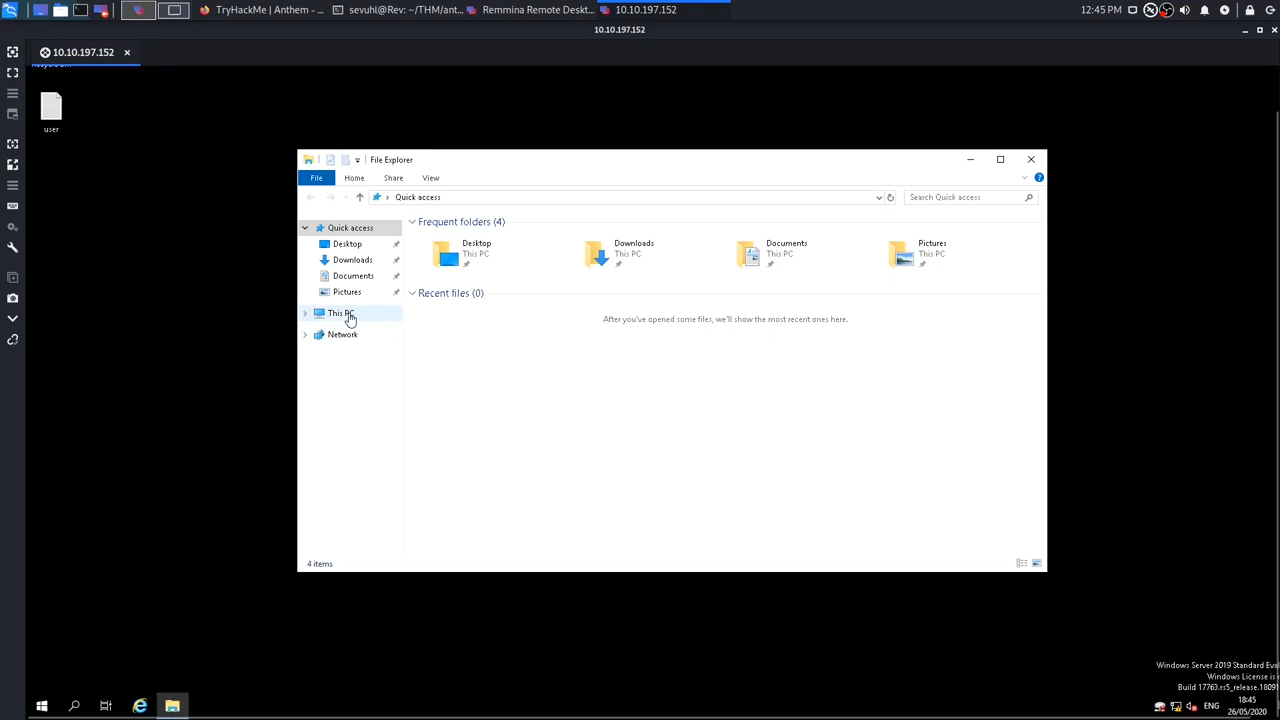 TryHackMe | Anthem - ...
sevuhl@Rev: ~/THM/ant...
Remmina Remote Deskt...
10.10.197.152
12:45 PM
10.10.197.152
10.10.197.152
user
File Explorer
File
Home
Share
View
Quick access
Search Quick access
Quick access
Desktop
Downloads
Documents
Pictures
This PC
Network
Frequent folders (4)
Desktop
This PC
Downloads
This PC
Documents
This PC
Pictures
This PC
Recent files (0)
After you've opened some files, we'll show the most recent ones here.
4 items
Windows Server 2019 Standard Eva
Windows License is
Build 17763.rs5_release.1809
ENG
18:45
26/05/2020